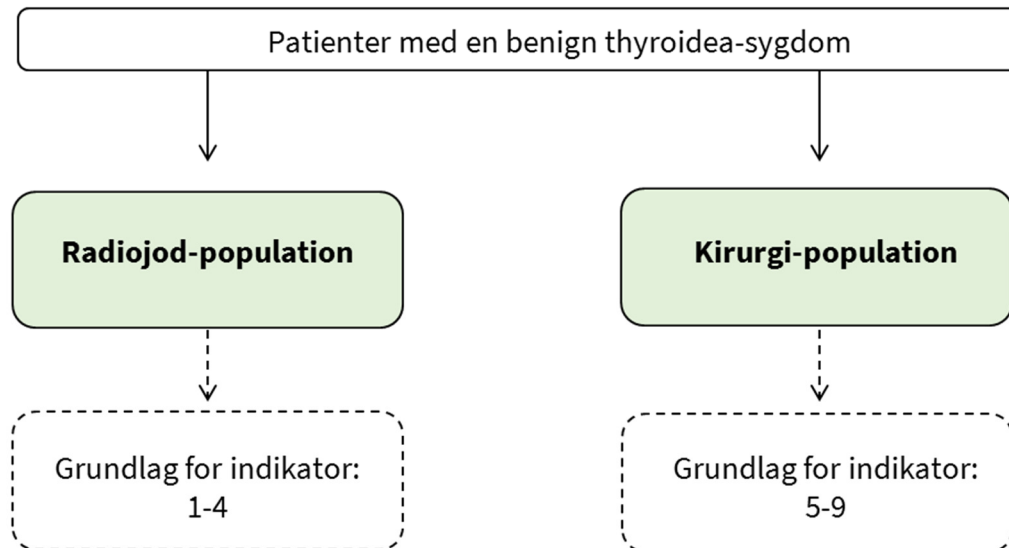 Patienter med en benign thyroidea-sygdom
Radiojod-population
Kirurgi-population
Grundlag for indikator:
1-4
Grundlag for indikator:
5-9